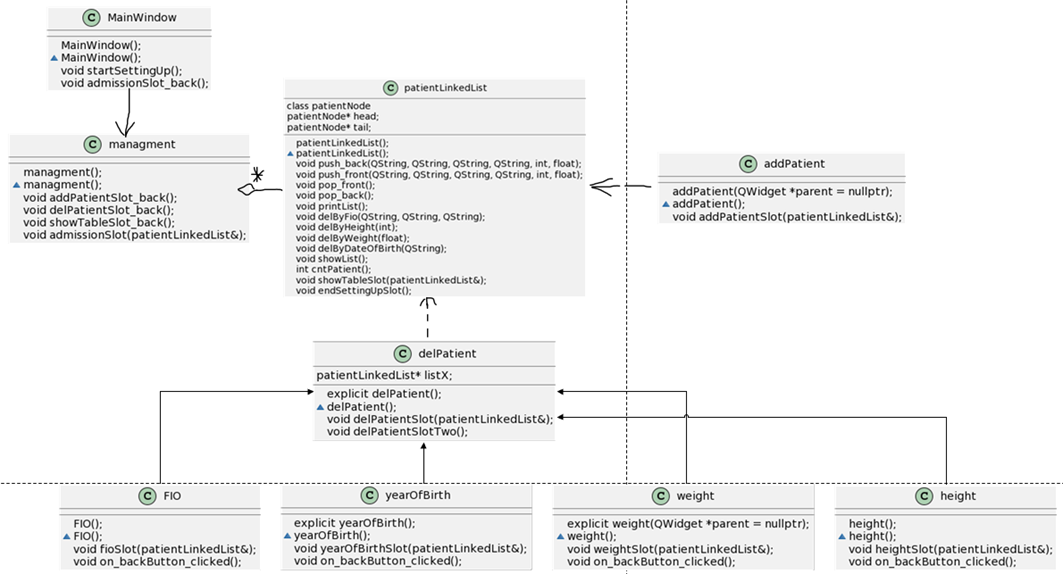 C MainWindow
MainWindow();
MainWindow();
void startSettingUp();
void admissionSlot_back();
C managment
managment();
managment();
void addPatientSlot_back();
void delPatientSlot_back();
void showTableSlot_back();
void admissionSlot(patientLinkedList&);
*
C patientLinkedList
class patientNode
patientNode* head;
patientNode* tail;
patientLinkedList();
patientLinkedList();
void push_back(QString, QString, QString, QString, int, float);
void push_front(QString, QString, QString, QString, int, float);
void pop_front();
void pop_back();
void printList();
void delByFio(QString, QString, QString);
void delByHeight(int);
void delByWeight(float);
void delByDateOfBirth(QString);
void showList();
int cntPatient();
void showTableSlot(patientLinkedList&);
void endSettingUpSlot();
C addPatient
addPatient(QWidget *parent = nullptr);
addPatient();
void addPatientSlot(patientLinkedList&);
C delPatient
patientLinkedList* listX;
explicit delPatient();
delPatient();
void delPatientSlot(patientLinkedList&);
void delPatientSlotTwo();
C FIO
FIO();
FIO();
void fioSlot(patientLinkedList&);
void on_backButton_clicked();
C yearOfBirth
explicit yearOfBirth();
yearOfBirth();
void yearOfBirthSlot(patientLinkedList&);
void on_backButton_clicked();
C weight
explicit weight(QWidget *parent = nullptr);
weight();
void weightSlot(patientLinkedList&);
void on_backButton_clicked();
C height
height();
height();
void heightSlot(patientLinkedList&);
void on_backButton_clicked();